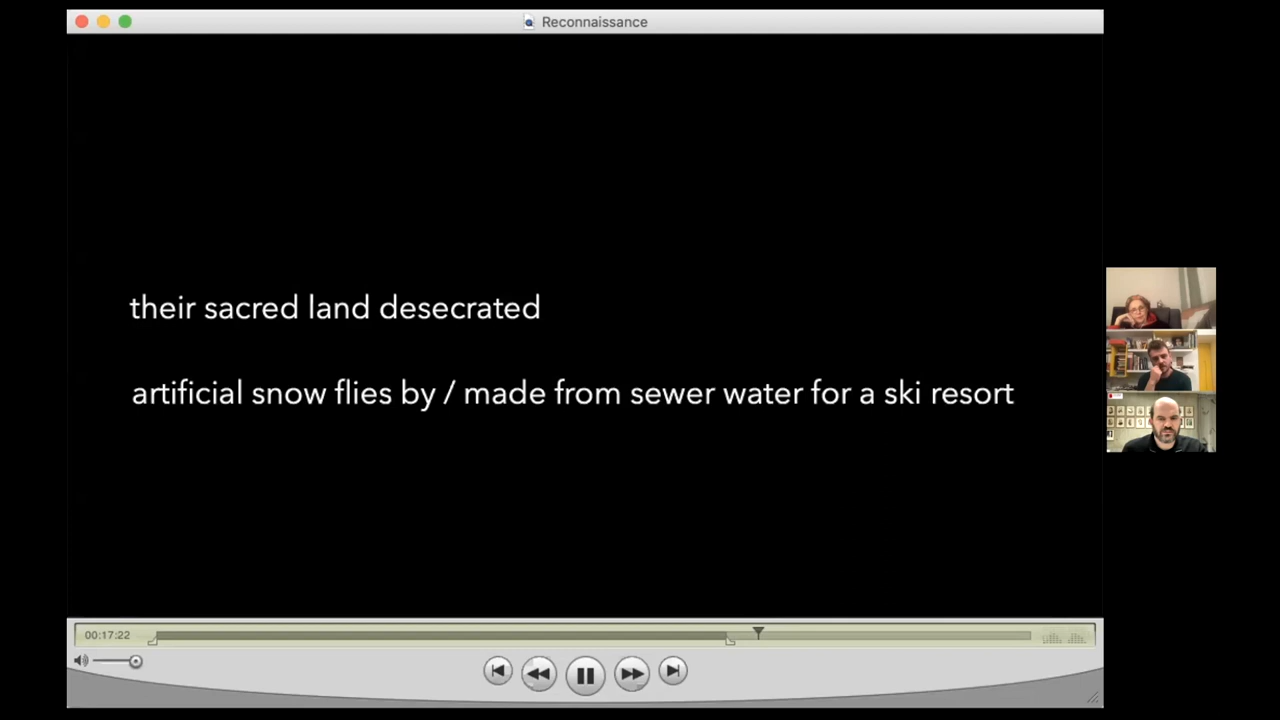 Reconnaissance
their sacred land desecrated
artificial snow flies by / made from sewer water for a ski resort
00:17:22